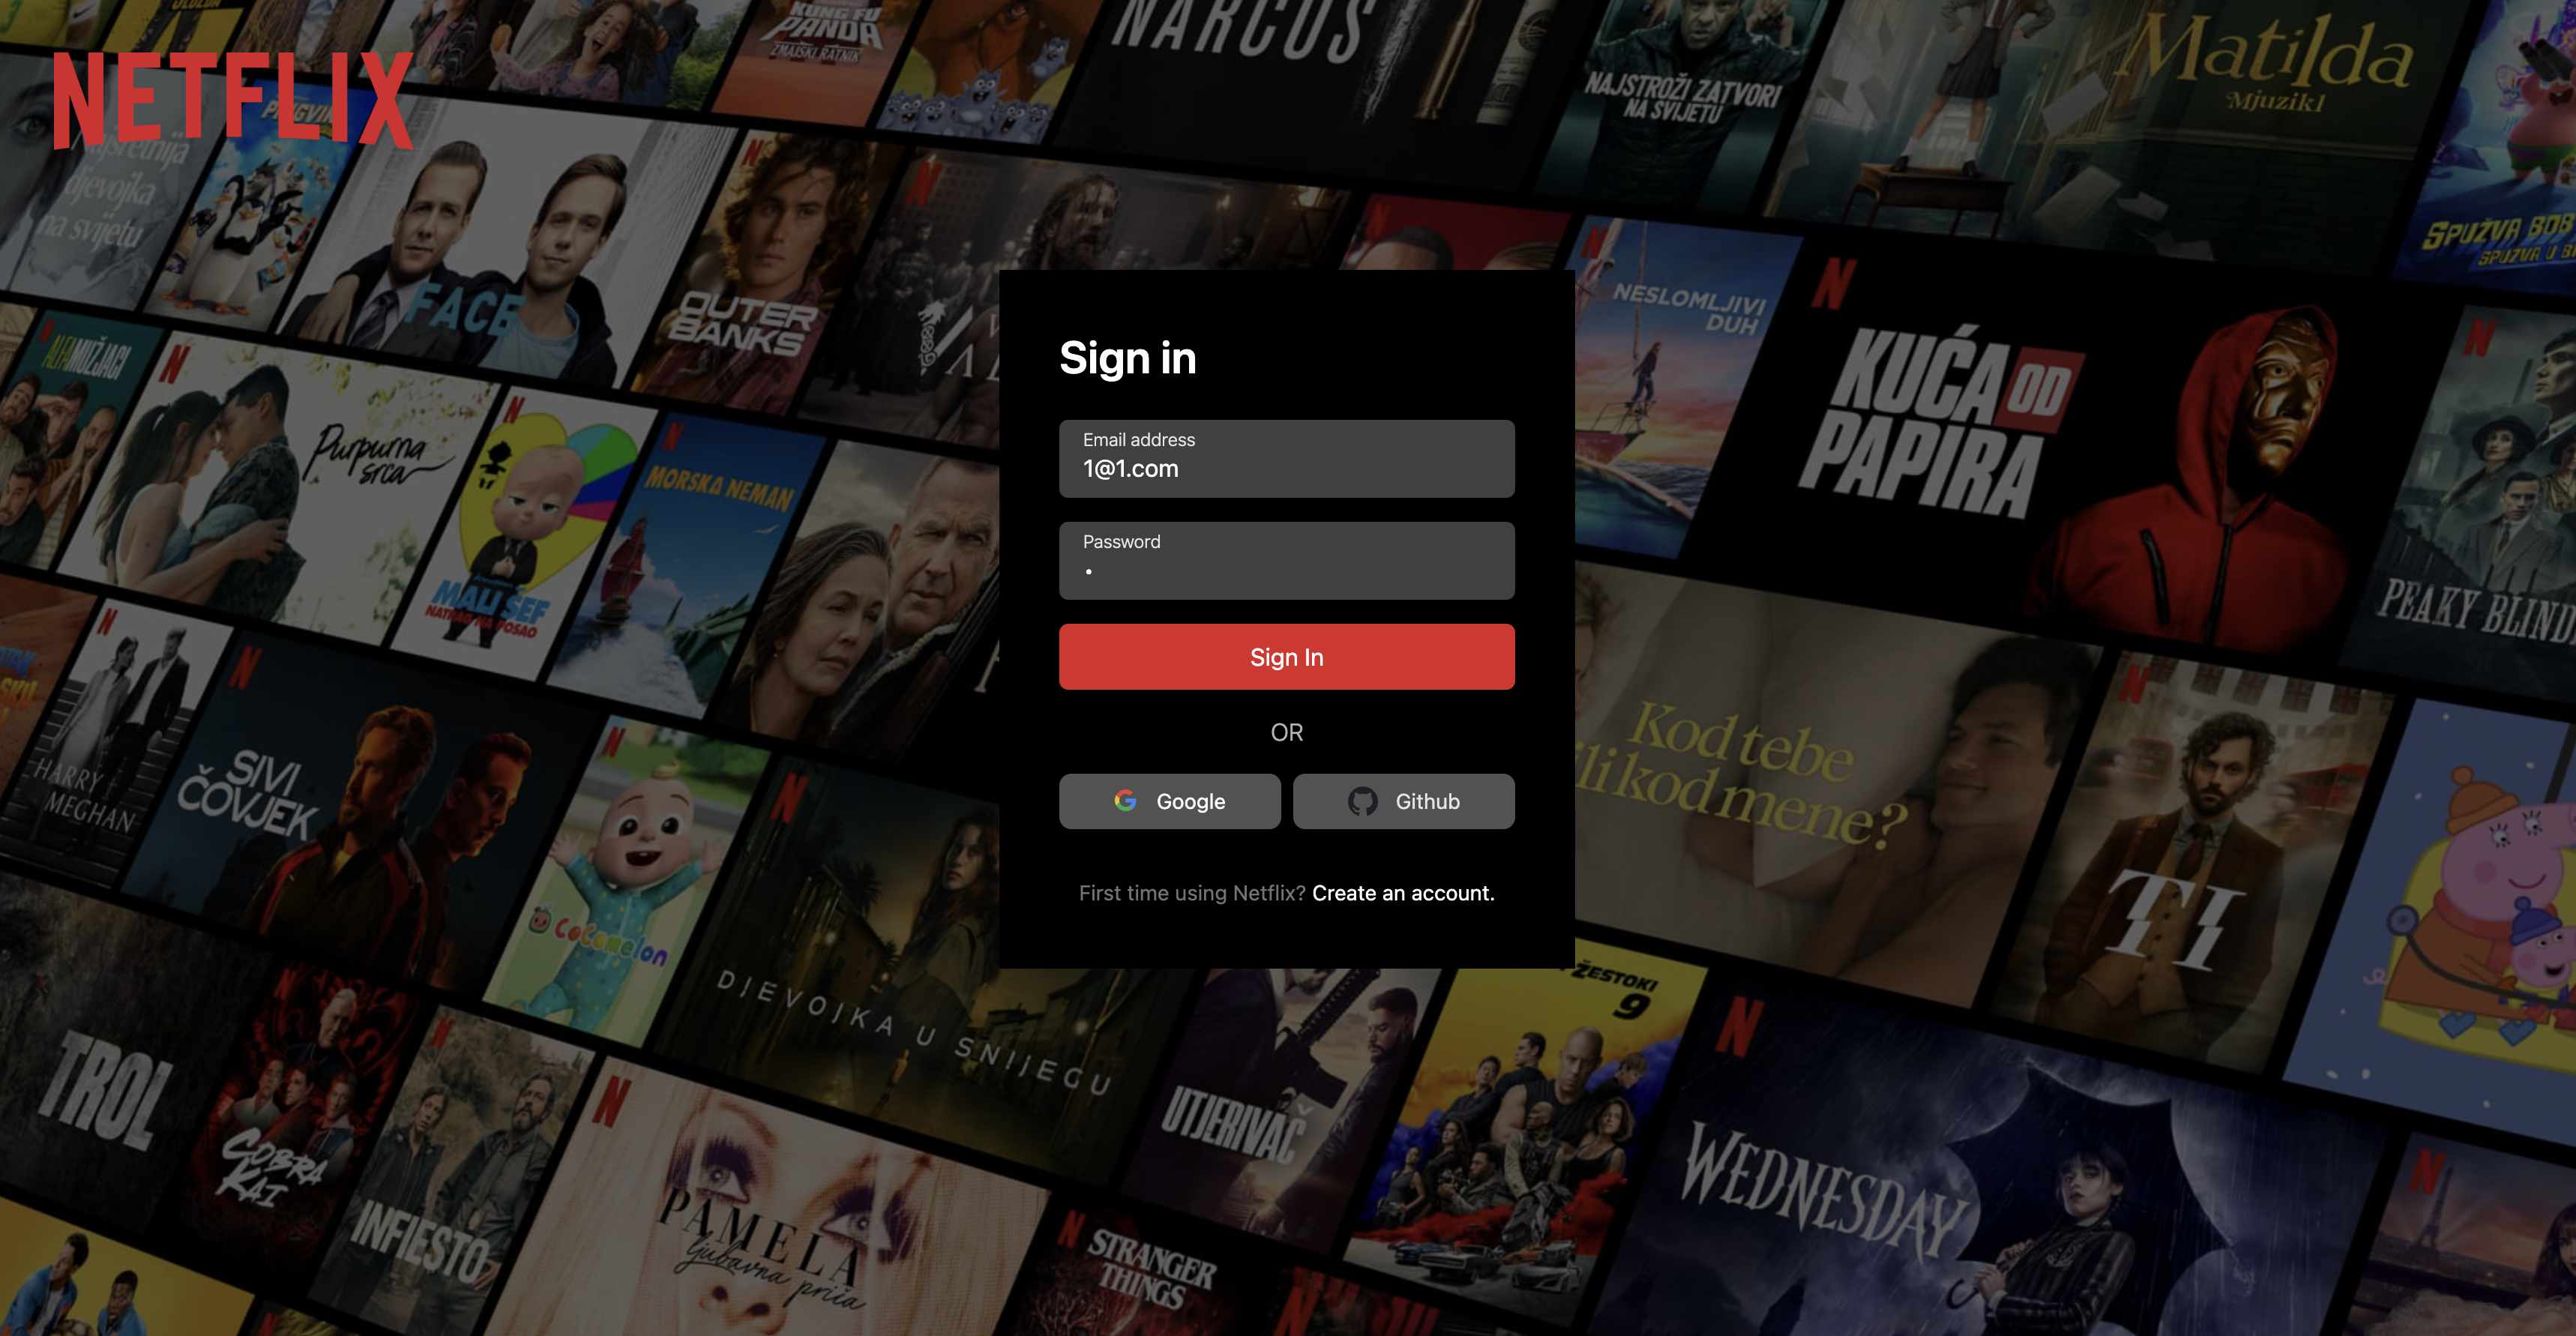 NETFLIX
KUNG FU
PANDA
ZMAJSKI RATNIK
NARCOS
NAJSTROŽI ZATVORI
NA SVIJETU
Matilda
Mjuzikl
djevojka
na svijetu
FACE
OUTER
BANKS
NESLOMLJIVI
DUH
SPUŽVA BOB
ALFAMUŽJACI
Purpurna
srca
MALI ŠEF
NATRAG NA POSAO
MORSKA NEMAN
KUĆA OD
PAPIRA
PEAKY BLIND
Sign in
Email address
1@1.com
Password
Sign In
OR
Google
Github
First time using Netflix? Create an account.
HARRY
MEGHAN
SIVI
ČOVJEK
CoComelon
DJEVOJKA U SNIJEGU
Kod tebe
ili kod mene?
TI
TROL
COBRA
KAI
INFIESTO
PAMELA
ljubavna priča
UTJERIVAČ
ŽESTOKI
9
STRANGER
THINGS
WEDNESDAY